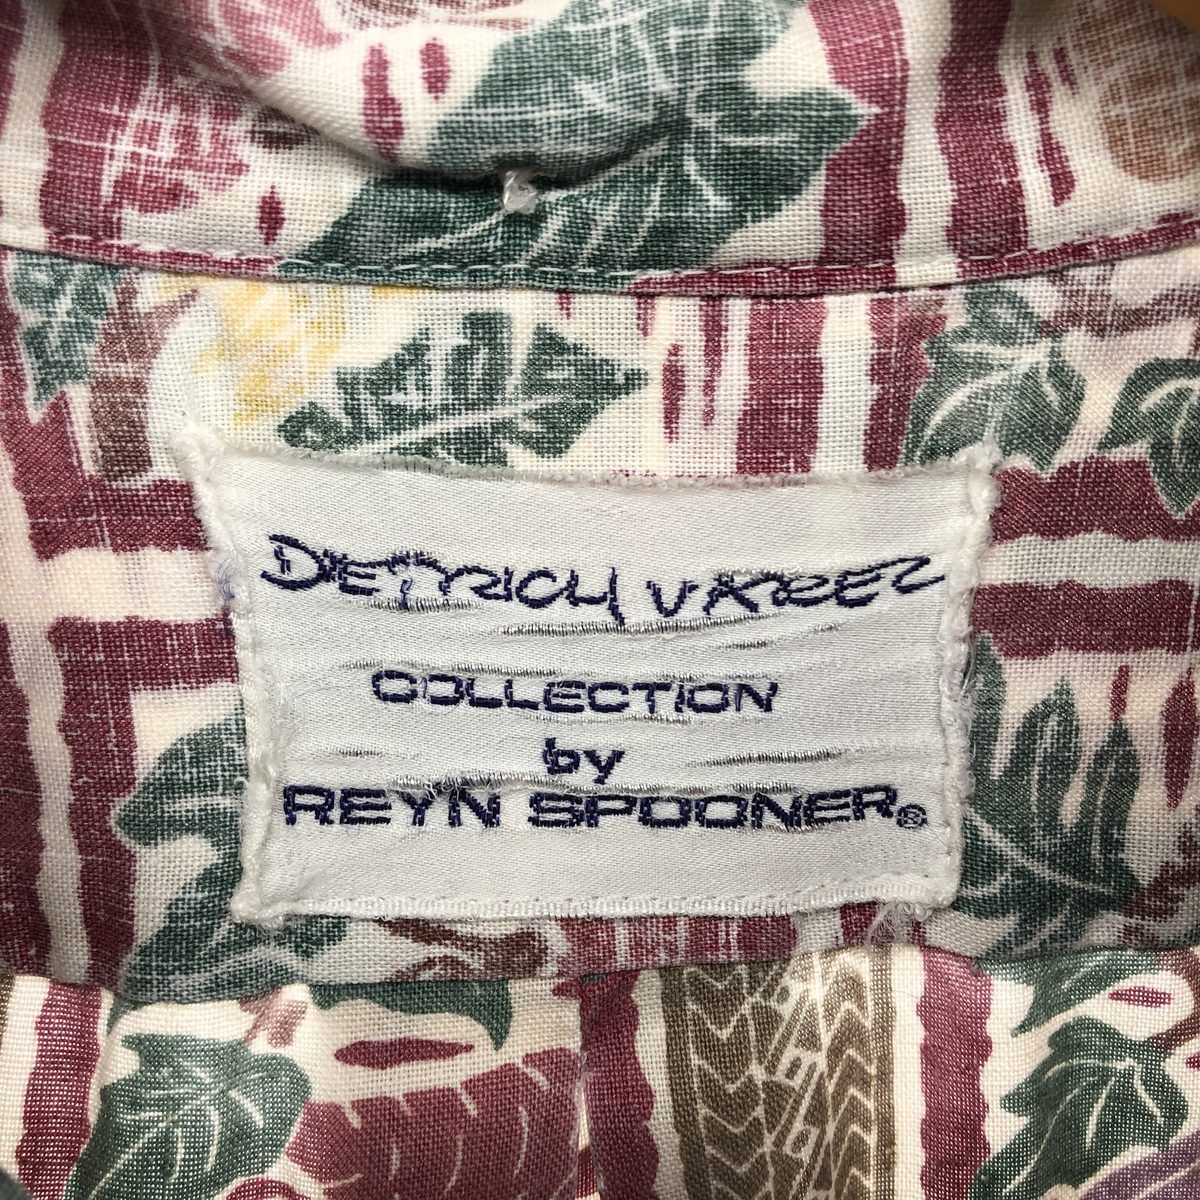 DIETRICH VAREZ
COLLECTION
by
REYN SPOONER®